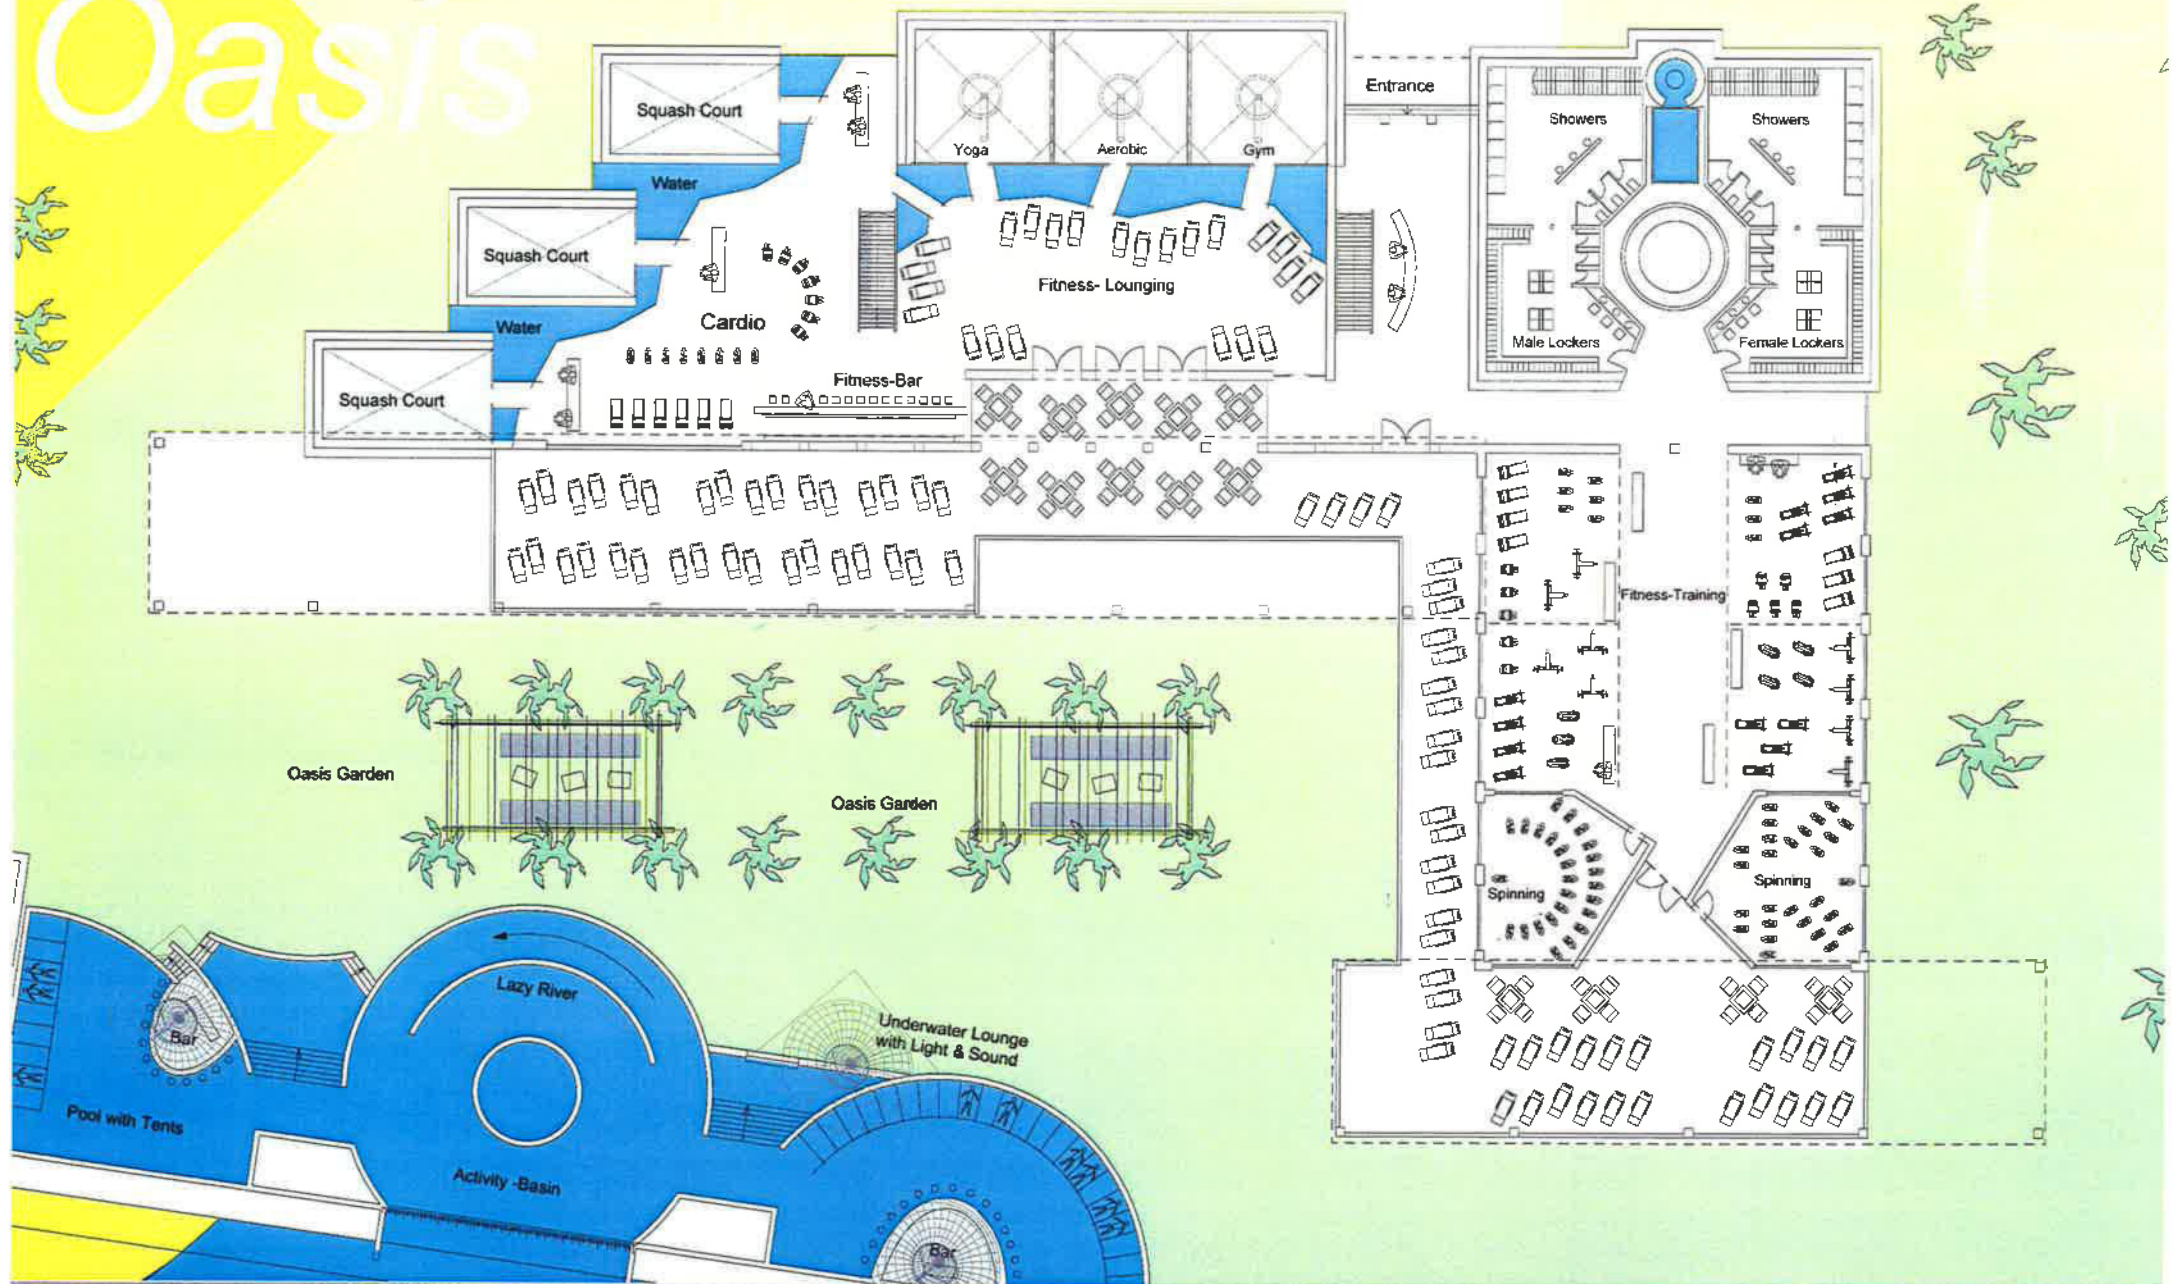 Oasis
Squash Court
Entrance
Showers
Showers
Yoga
Aerobic
Gym
Water
Squash Court
Fitness- Lounging
Cardio
Water
Male Lockers
Female Lockers
Fitness-Bar
Squash Court
Fitness-Training
Oasis Garden
Oasis Garden
Spinning
Spinning
Lazy River
Underwater Lounge
with Light & Sound
Bar
Pool with Tents
Activity -Basin
Bar